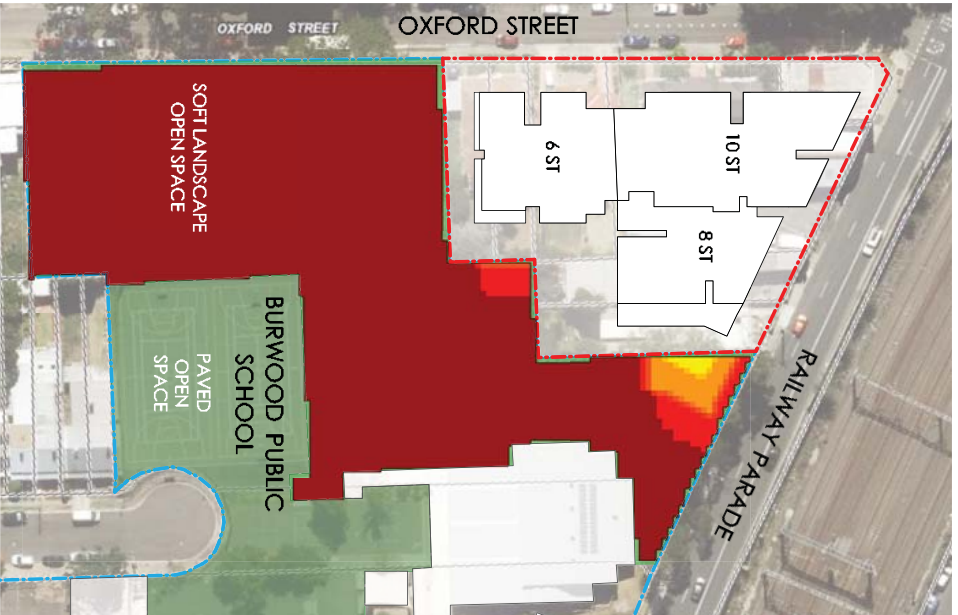 OXFORD STREET
OXFORD STREET
SOFT LANDSCAPE
OPEN SPACE
6 ST
10 ST
8 ST
BURWOOD PUBLIC
SCHOOL
PAVED
OPEN
SPACE
RAILWAY PARADE